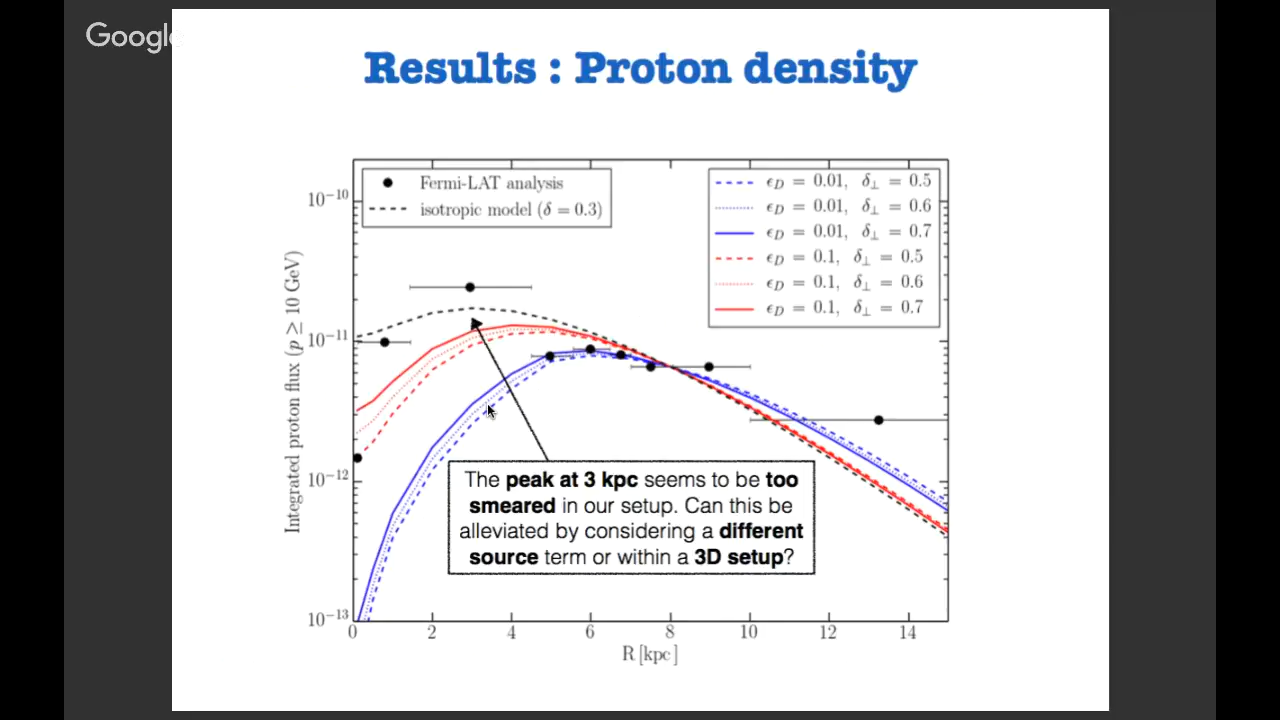 Google
Results : Proton density
Fermi-LAT analysis
isotropic model (δ = 0.3)
ϵ_D = 0.01, δ_⊥ = 0.5
ϵ_D = 0.01, δ_⊥ = 0.6
ϵ_D = 0.01, δ_⊥ = 0.7
ϵ_D = 0.1, δ_⊥ = 0.5
ϵ_D = 0.1, δ_⊥ = 0.6
ϵ_D = 0.1, δ_⊥ = 0.7
Integrated proton flux (p ≥ 10 GeV)
10⁻¹⁰
10⁻¹¹
10⁻¹²
10⁻¹³
The peak at 3 kpc seems to be too
smeared in our setup. Can this be
alleviated by considering a different
source term or within a 3D setup?
0 2 4 6 8 10 12 14
R [kpc]